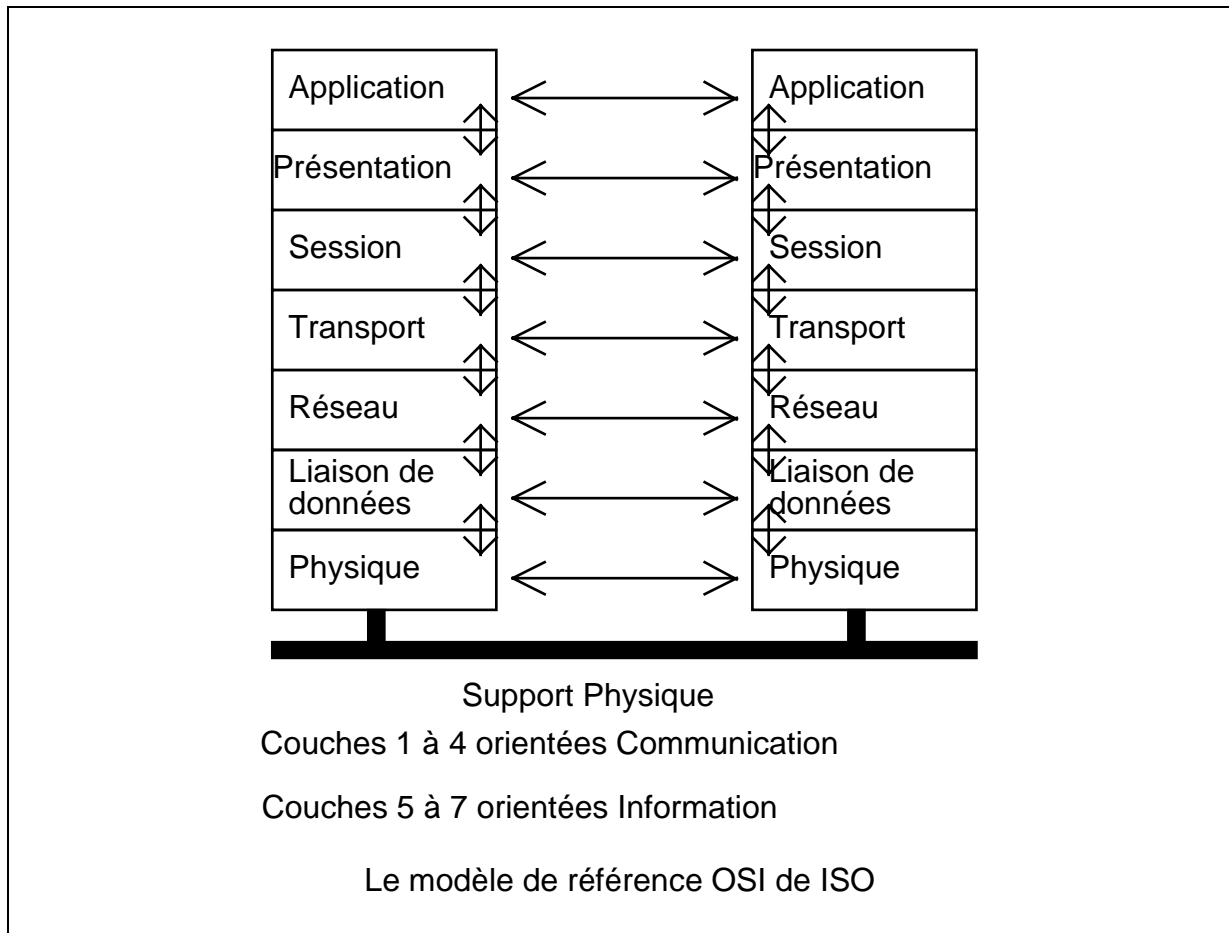 Application
Application
Présentation
Présentation
Session
Session
Transport
Transport
Réseau
Réseau
Liaison de
données
Liaison de
données
Physique
Physique
Support Physique
Couches 1 à 4 orientées Communication
Couches 5 à 7 orientées Information
Le modèle de référence OSI de ISO